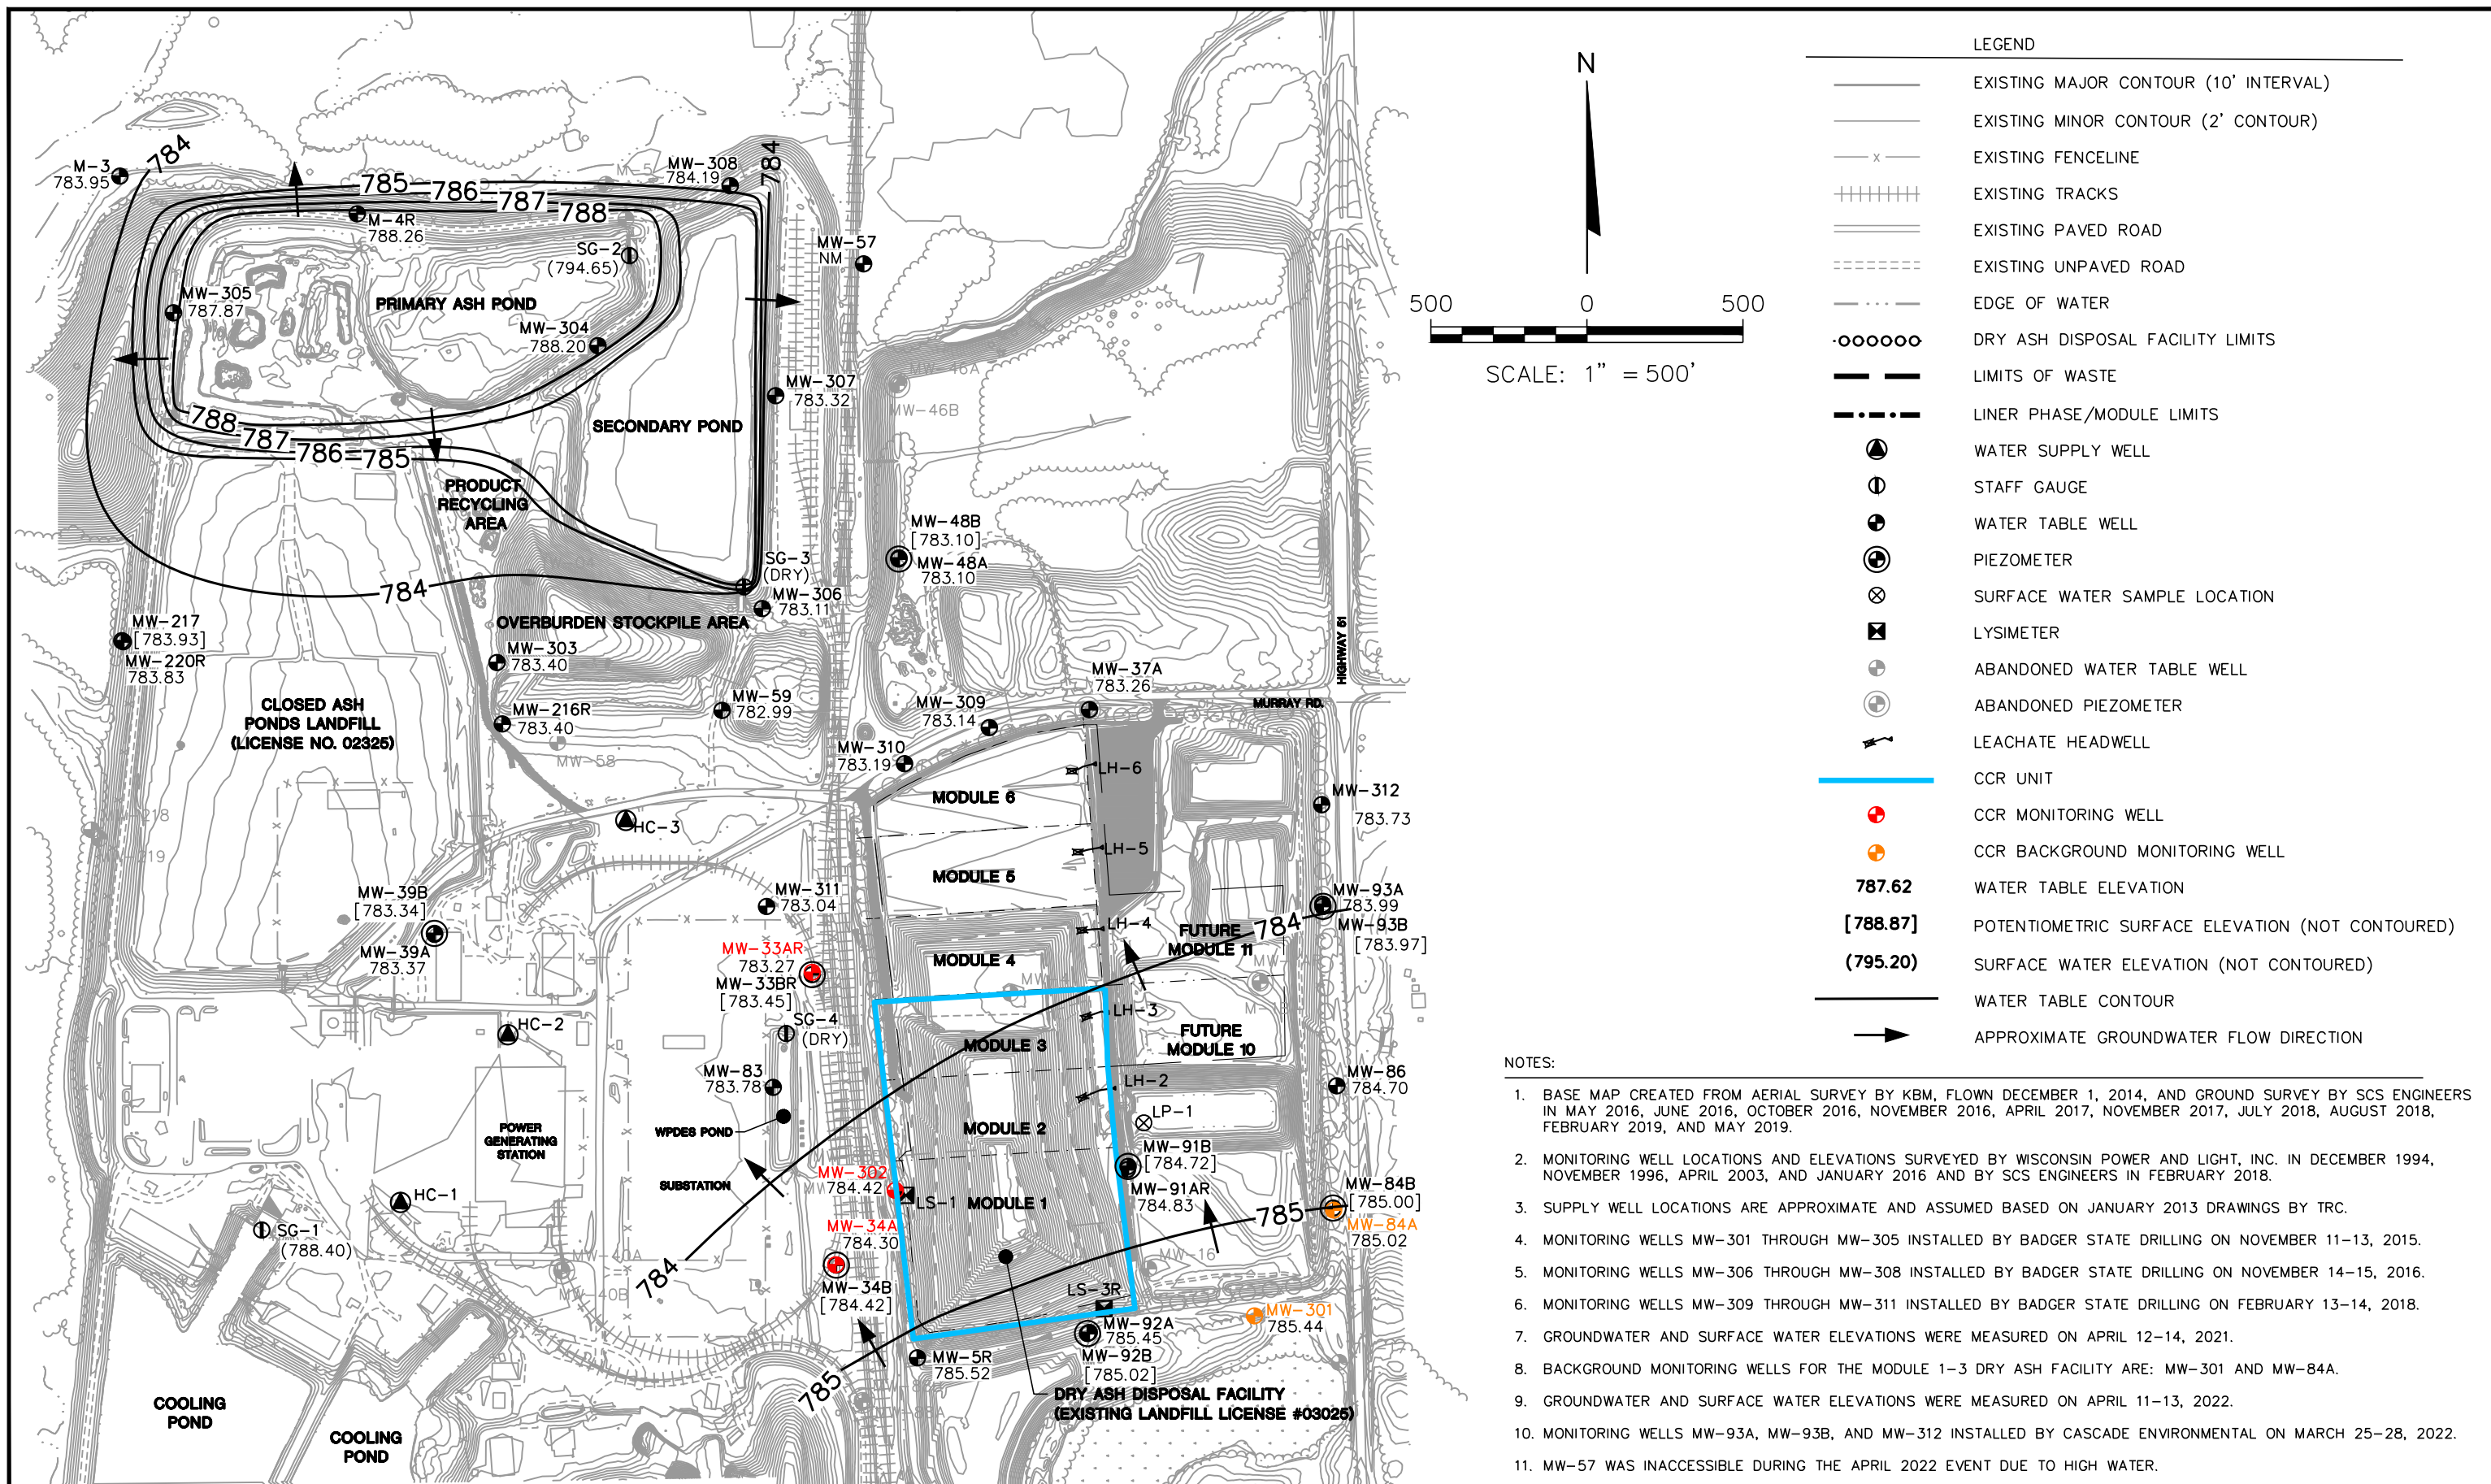 784
M-3
783.95
785
786
787
788
M-4R
788.26
M-5
MW-308
784.19
784
SG-2
(794.65)
MW-57
NM
MW-305
787.87
PRIMARY ASH POND
MW-304
788.20
MW-307
783.32
MW-46A
MW-46B
SECONDARY POND
788
787
786
785
PRODUCT
RECYCLING
AREA
MW-48B
[783.10]
MW-48A
783.10
SG-3
(DRY)
784
MW-306
783.11
OVERBURDEN STOCKPILE AREA
MW-217
[783.93]
MW-220R
783.83
MW-303
783.40
MW-37A
783.26
HIGHWAY 51
MURRAY RD.
CLOSED ASH
PONDS LANDFILL
(LICENSE NO. 02325)
MW-216R
783.40
MW-58
MW-59
782.99
MW-309
783.14
MW-310
783.19
LH-6
MODULE 6
MW-312
783.73
HC-3
LH-5
MODULE 5
MW-39B
[783.34]
MW-39A
783.37
MW-311
783.04
MW-93A
783.99
MW-93B
[783.97]
784
LH-4
FUTURE
MODULE 11
MW-33AR
783.27
MW-33BR
[783.45]
MODULE 4
HC-2
SG-4
(DRY)
LH-3
MODULE 3
FUTURE
MODULE 10
MW-83
783.78
LH-2
MW-86
784.70
LP-1
POWER
GENERATING
STATION
WPDES POND
MODULE 2
MW-91B
[784.72]
MW-91AR
784.83
SUBSTATION
MW-302
784.42
LS-1
MODULE 1
MW-84B
[785.00]
MW-84A
785.02
785
HC-1
SG-1
(788.40)
MW-34A
784.30
MW-34B
[784.42]
MW-40A
MW-40B
784
MW-16
LS-3R
MW-301
785.44
MW-92A
785.45
MW-92B
[785.02]
MW-5R
785.52
785
DRY ASH DISPOSAL FACILITY
(EXISTING LANDFILL LICENSE #03025)
COOLING
POND
COOLING
POND
N
500 0 500
SCALE: 1" = 500'
LEGEND
EXISTING MAJOR CONTOUR (10' INTERVAL)
EXISTING MINOR CONTOUR (2' CONTOUR)
X EXISTING FENCELINE
EXISTING TRACKS
EXISTING PAVED ROAD
EXISTING UNPAVED ROAD
EDGE OF WATER
DRY ASH DISPOSAL FACILITY LIMITS
LIMITS OF WASTE
LINER PHASE/MODULE LIMITS
WATER SUPPLY WELL
STAFF GAUGE
WATER TABLE WELL
PIEZOMETER
SURFACE WATER SAMPLE LOCATION
LYSIMETER
ABANDONED WATER TABLE WELL
ABANDONED PIEZOMETER
LEACHATE HEADWELL
CCR UNIT
CCR MONITORING WELL
CCR BACKGROUND MONITORING WELL
787.62 WATER TABLE ELEVATION
[788.87] POTENTIOMETRIC SURFACE ELEVATION (NOT CONTOURED)
(795.20) SURFACE WATER ELEVATION (NOT CONTOURED)
WATER TABLE CONTOUR
APPROXIMATE GROUNDWATER FLOW DIRECTION
NOTES:
1. BASE MAP CREATED FROM AERIAL SURVEY BY KBM, FLOWN DECEMBER 1, 2014, AND GROUND SURVEY BY SCS ENGINEERS
IN MAY 2016, JUNE 2016, OCTOBER 2016, NOVEMBER 2016, APRIL 2017, NOVEMBER 2017, JULY 2018, AUGUST 2018,
FEBRUARY 2019, AND MAY 2019.
2. MONITORING WELL LOCATIONS AND ELEVATIONS SURVEYED BY WISCONSIN POWER AND LIGHT, INC. IN DECEMBER 1994,
NOVEMBER 1996, APRIL 2003, AND JANUARY 2016 AND BY SCS ENGINEERS IN FEBRUARY 2018.
3. SUPPLY WELL LOCATIONS ARE APPROXIMATE AND ASSUMED BASED ON JANUARY 2013 DRAWINGS BY TRC.
4. MONITORING WELLS MW-301 THROUGH MW-305 INSTALLED BY BADGER STATE DRILLING ON NOVEMBER 11-13, 2015.
5. MONITORING WELLS MW-306 THROUGH MW-308 INSTALLED BY BADGER STATE DRILLING ON NOVEMBER 14-15, 2016.
6. MONITORING WELLS MW-309 THROUGH MW-311 INSTALLED BY BADGER STATE DRILLING ON FEBRUARY 13-14, 2018.
7. GROUNDWATER AND SURFACE WATER ELEVATIONS WERE MEASURED ON APRIL 12-14, 2021.
8. BACKGROUND MONITORING WELLS FOR THE MODULE 1-3 DRY ASH FACILITY ARE: MW-301 AND MW-84A.
9. GROUNDWATER AND SURFACE WATER ELEVATIONS WERE MEASURED ON APRIL 11-13, 2022.
10. MONITORING WELLS MW-93A, MW-93B, AND MW-312 INSTALLED BY CASCADE ENVIRONMENTAL ON MARCH 25-28, 2022.
11. MW-57 WAS INACCESSIBLE DURING THE APRIL 2022 EVENT DUE TO HIGH WATER.